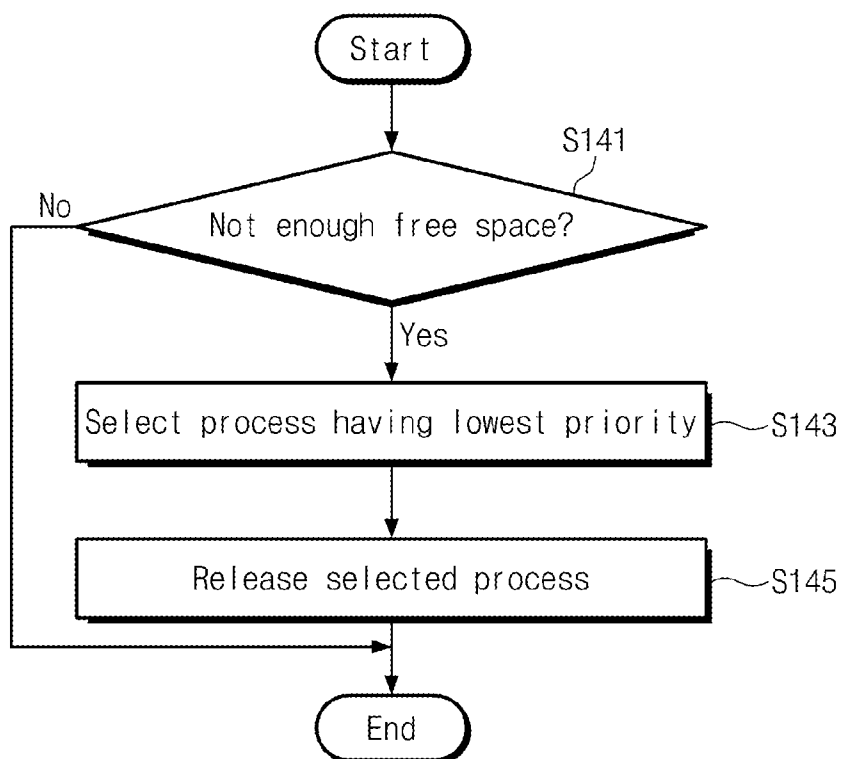 Start
S141
No
Not enough free space?
Yes
Select process having lowest priority
S143
Release selected process
S145
End